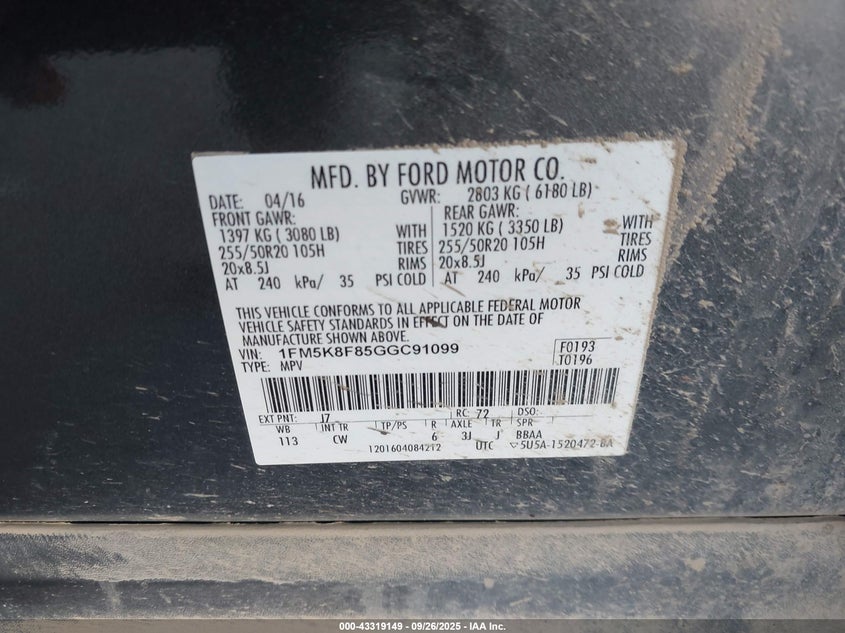 MFD. BY FORD MOTOR CO.
DATE: 04/16 GVWR: 2803 KG ( 6180 LB)
FRONT GAWR: REAR GAWR:
1397 KG ( 3080 LB) WITH 1520 KG ( 3350 LB) WITH
255/50R20 105H TIRES 255/50R20 105H TIRES
20x8.5J RIMS 20x8.5J RIMS
AT 240 kPa/ 35 PSI COLD AT 240 kPa/ 35 PSI COLD
THIS VEHICLE CONFORMS TO ALL APPLICABLE FEDERAL MOTOR
VEHICLE SAFETY STANDARDS IN EFFECT ON THE DATE OF
MANUFACTURE SHOWN ABOVE.
VIN: 1FM5K8F85GGC91099 F0193
TYPE: MPV T0196
EXT PNT: J7 RC: 72 DSO:
WB INT TR TP/PS R AXLE TR SPR
113 CW 6 3J J BBAA
1201604084212 UTC 5U5A-1520472-BA
000-43319149 - 09/26/2025 - IAA Inc.